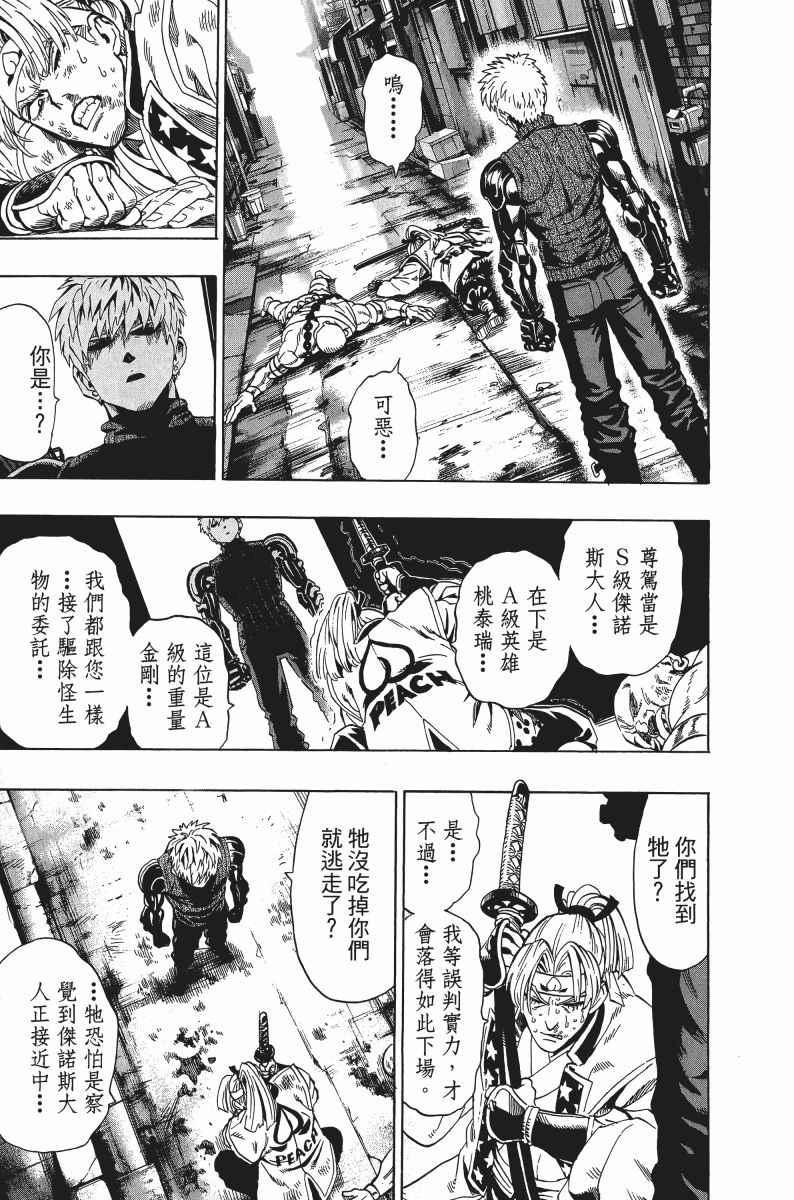 嗚……
可惡…
你是…？
尊駕當是
Ｓ級傑諾
斯大人…
在下是
Ａ級英雄
桃泰瑞…
PEACH
這位是Ａ
級的重量
金剛…
我們都跟您一樣
…接了驅除怪生
物的委託…
你們找到
牠了？
是…
不過…
我等誤判實力，才
會落得如此下場。
牠沒吃掉你們
就逃走了？
PEACH
…牠恐怕是察
覺到傑諾斯大
人正接近中…